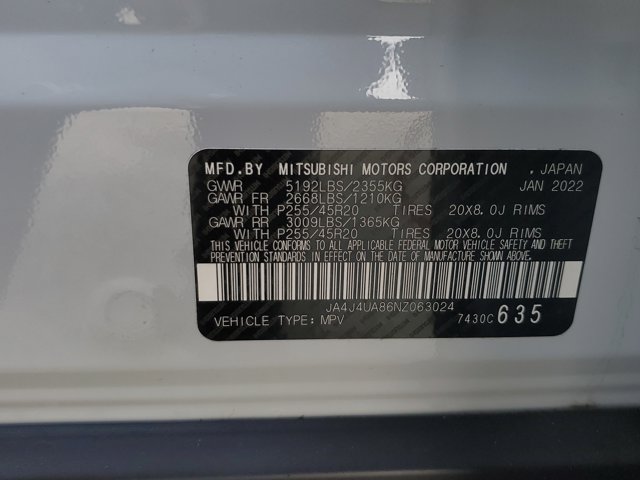 MFD.BY MITSUBISHI MOTORS CORPORATION , JAPAN
GVWR 5192LBS/2355KG JAN 2022
GAWR FR 2668LBS/1210KG
WITH P255/45R20 TIRES 20X8.0J RIMS
GAWR RR 3009LBS/1365KG
WITH P255/45R20 TIRES 20X8.0J RIMS
THIS VEHICLE CONFORMS TO ALL APPLICABLE FEDERAL MOTOR VEHICLE SAFETY AND THEFT
PREVENTION STANDARDS IN EFFECT ON THE DATE OF MANUFACTURE SHOWN ABOVE.
JA4J4UA86NZ063024
VEHICLE TYPE: MPV 7430C 635